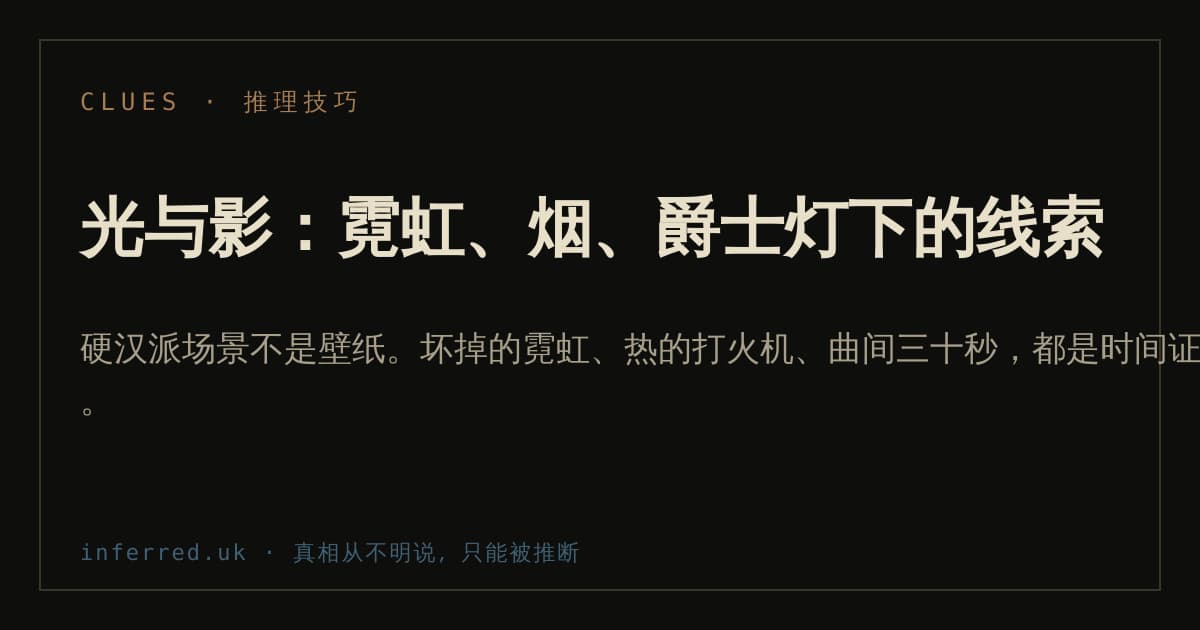 CLUES · 推理技巧
光与影：霓虹、烟、爵士灯下的线索
硬汉派场景不是壁纸。坏掉的霓虹、热的打火机、曲间三十秒，都是时间证
。
inferred.uk · 真相从不明说, 只能被推断